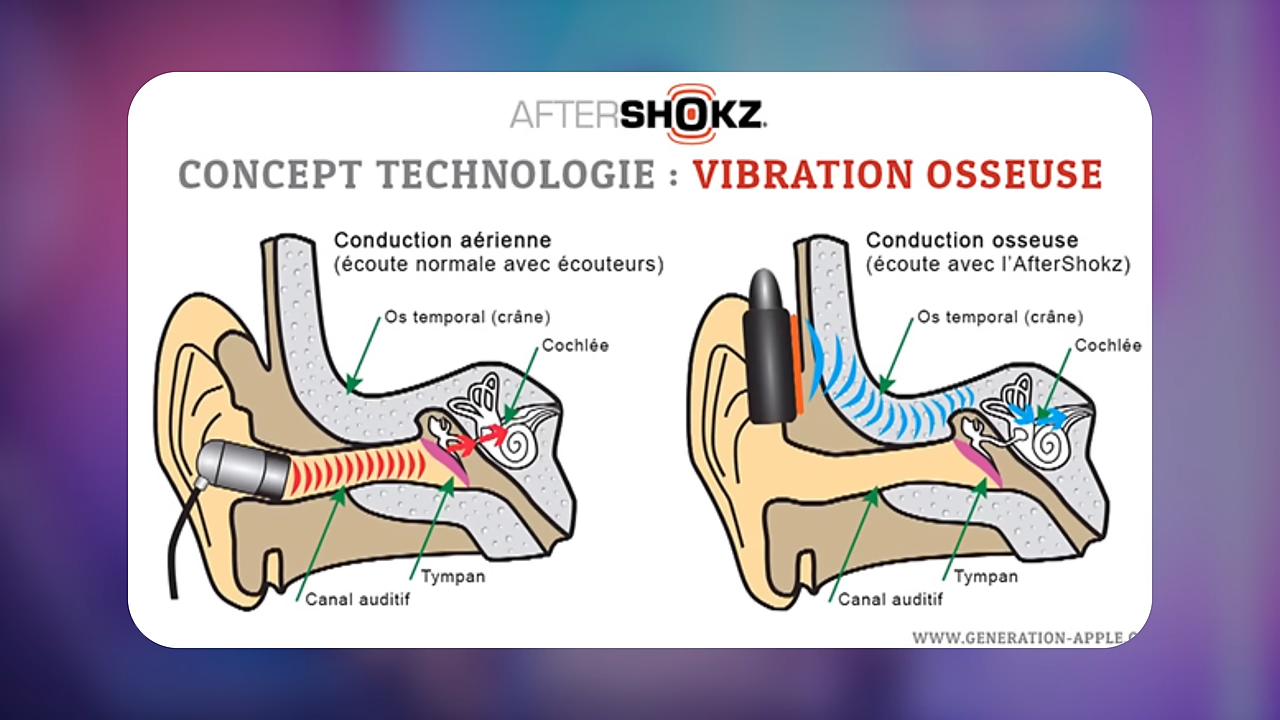 AFTERSHOKZ
CONCEPT TECHNOLOGIE : VIBRATION OSSEUSE
Conduction aérienne
(écoute normale avec écouteurs)
Os temporal (crâne)
Cochlée
Tympan
Canal auditif
Conduction osseuse
(écoute avec l'AfterShokz)
Os temporal (crâne)
Cochlée
Tympan
Canal auditif
WWW.GENERATION-APPLE.